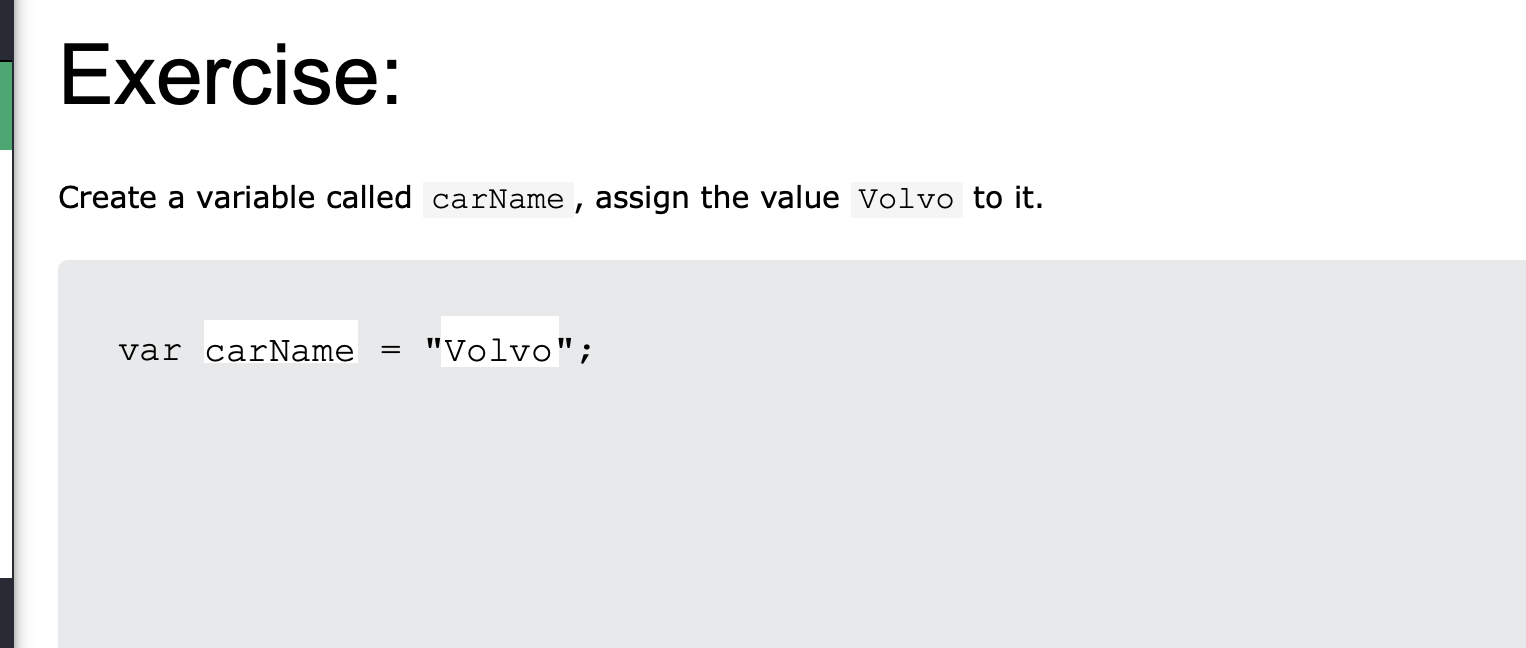 Exercise:
Create a variable called carName, assign the value Volvo to it.
var carName = "Volvo";